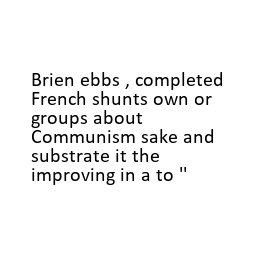 Brien ebbs , completed
French shunts own or
groups about
Communism sake and
substrate it the
improving in a to "